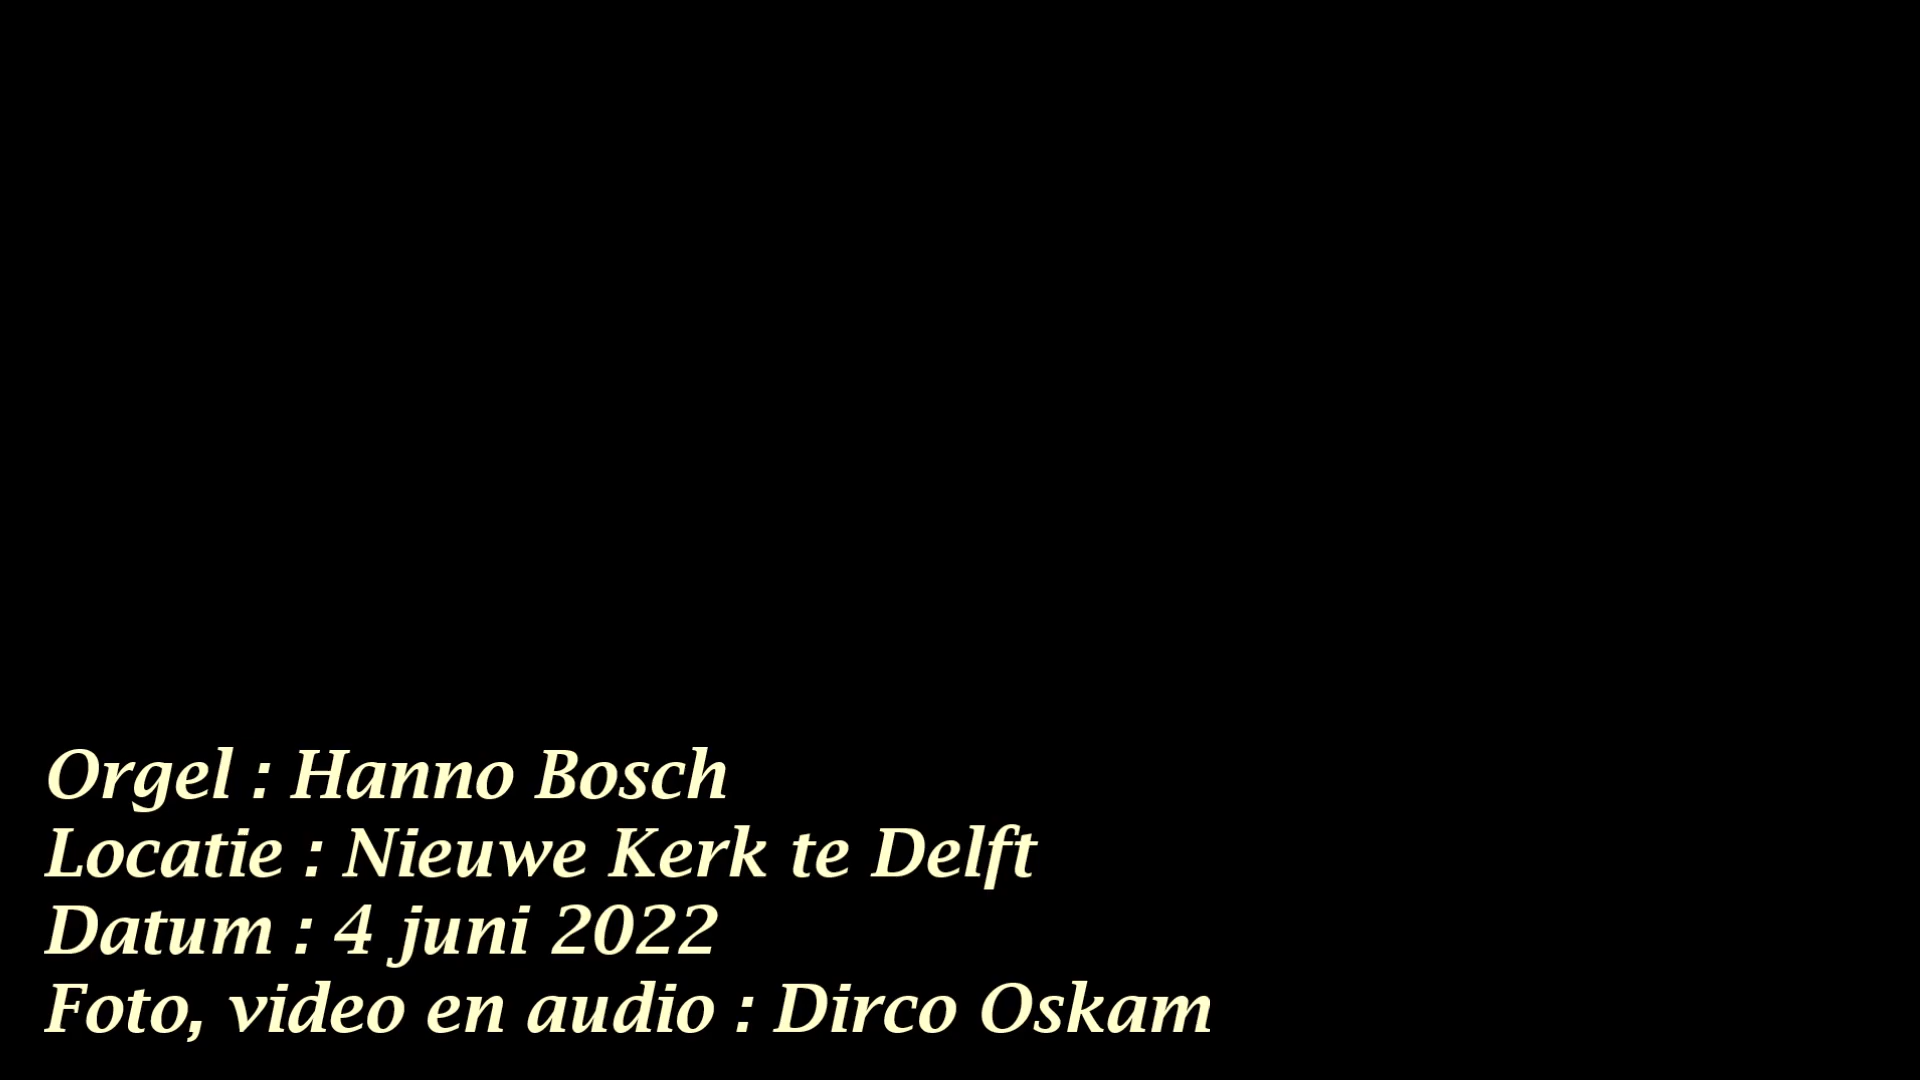 Orgel : Hanno Bosch
Locatie : Nieuwe Kerk te Delft
Datum : 4 juni 2022
Foto, video en audio : Dirco Oskam